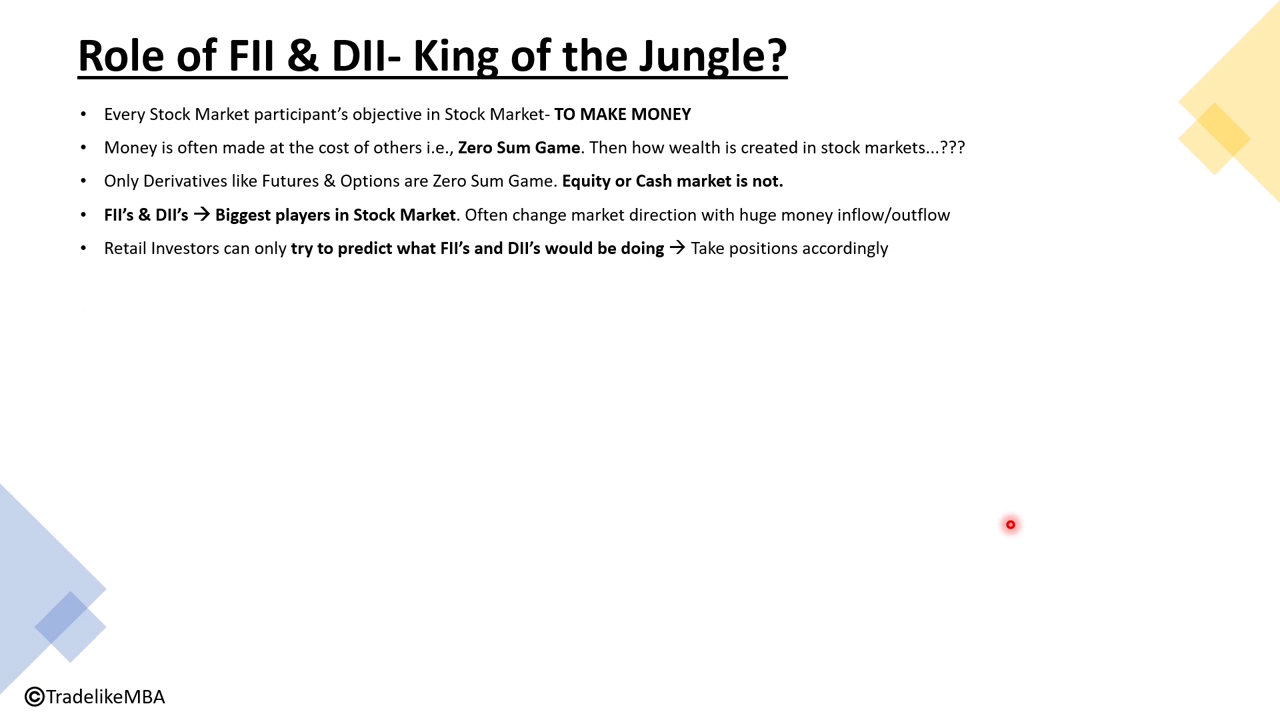 Role of FII & DII- King of the Jungle?
• Every Stock Market participant’s objective in Stock Market- TO MAKE MONEY
• Money is often made at the cost of others i.e., Zero Sum Game. Then how wealth is created in stock markets...???
• Only Derivatives like Futures & Options are Zero Sum Game. Equity or Cash market is not.
• FII’s & DII’s → Biggest players in Stock Market. Often change market direction with huge money inflow/outflow
• Retail Investors can only try to predict what FII’s and DII’s would be doing → Take positions accordingly
©TradelikeMBA